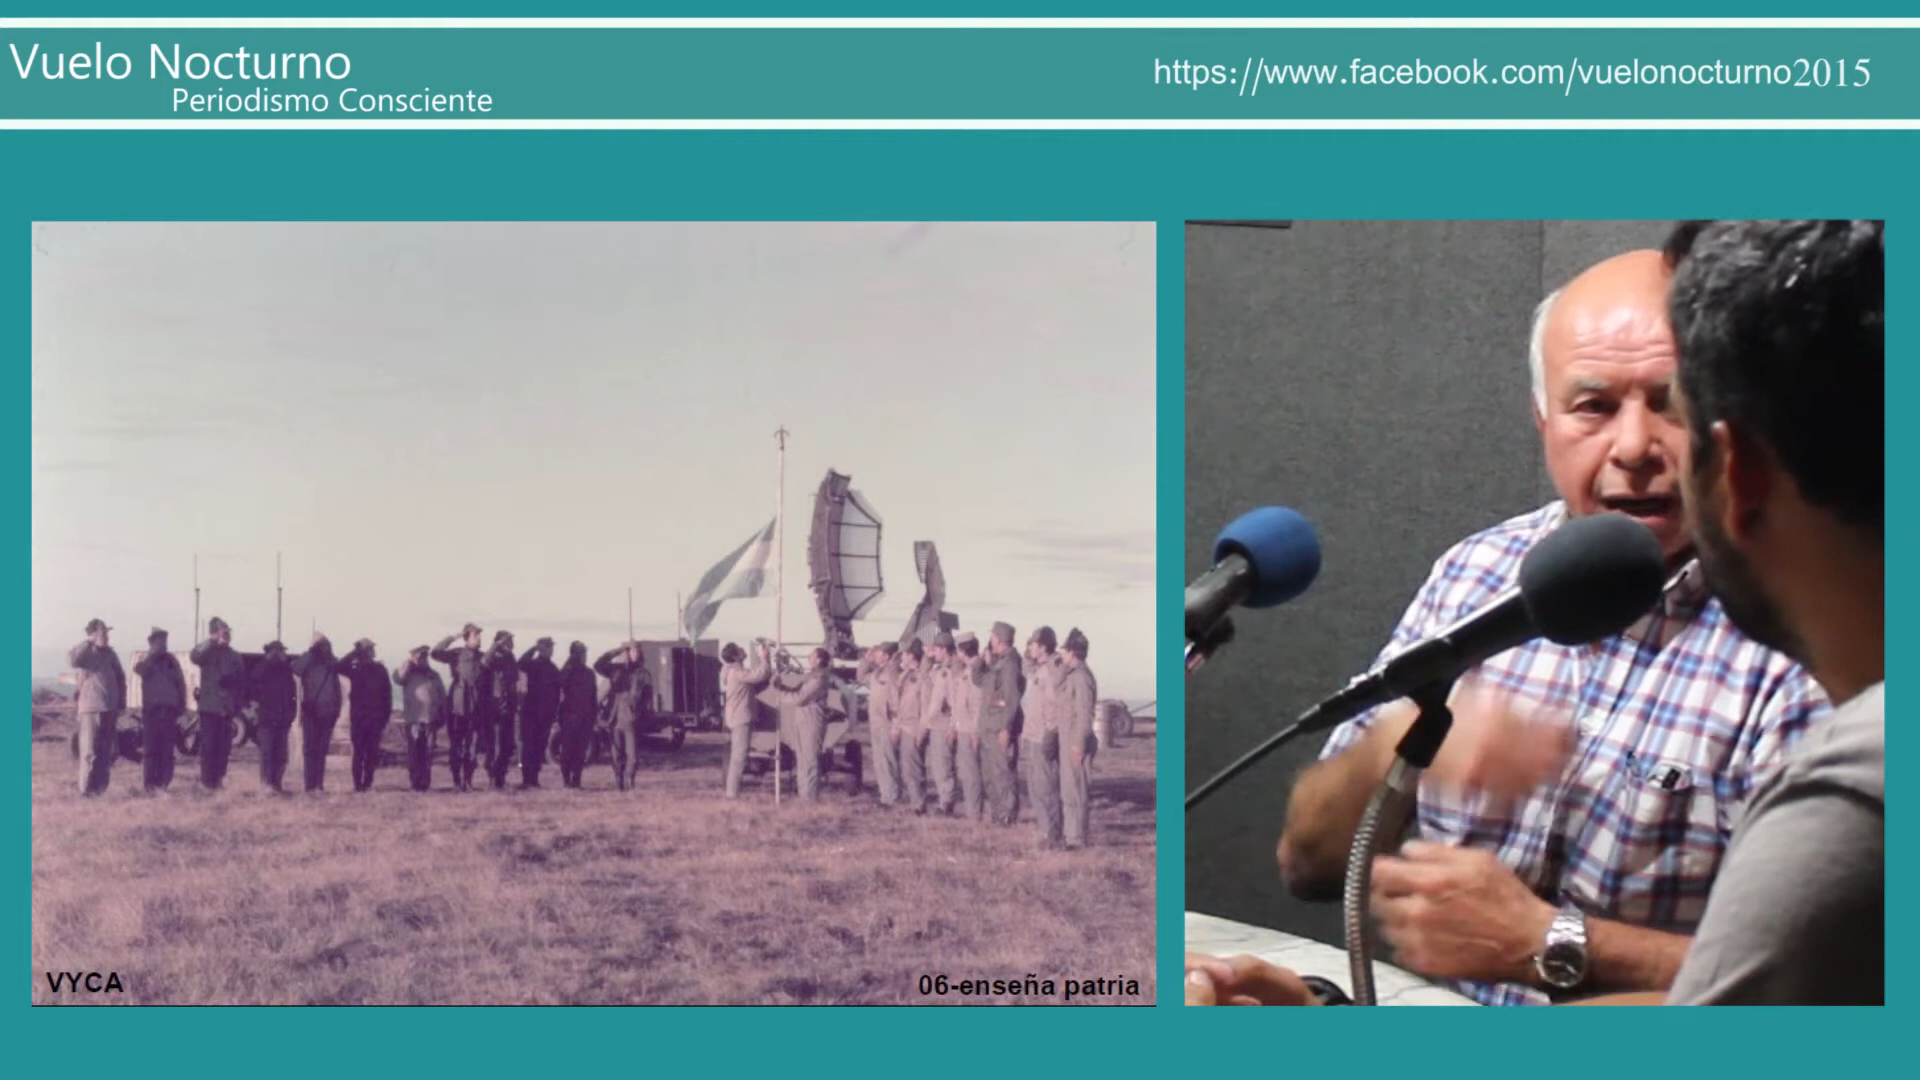 Vuelo Nocturno
Periodismo Consciente
https://www.facebook.com/vuelonocturno2015
VYCA
06-enseña patria